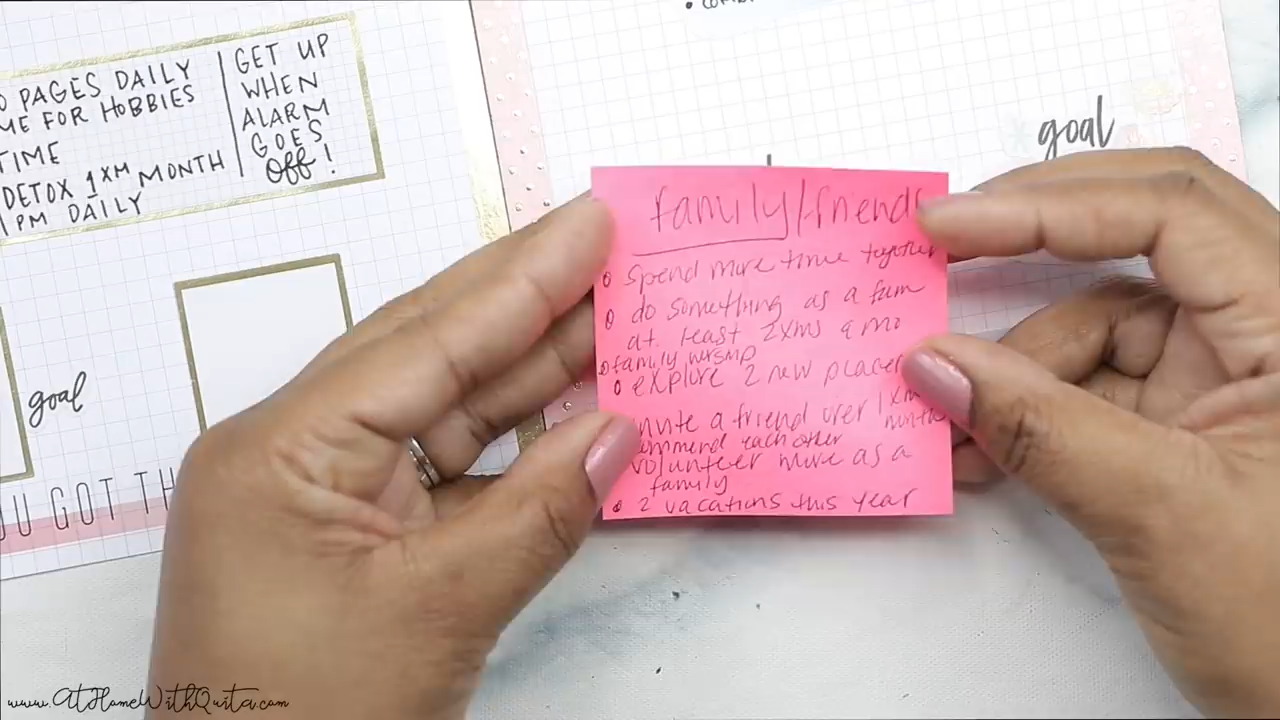 0 PAGES DAILY
ME FOR HOBBIES
TIME
DETOX 1XM MONTH
1 PM DAILY
GET UP
WHEN
ALARM
GOES
OFF!
goal
U GOT TH
goal
family/friends
spend more time together
do something as a fam
at least 2xms a mo
family
explore 2 new places
a friend over 1xm
month
each other
volunteer more as a
family
2 vacations this year
www.AtHomeWithQuita.com